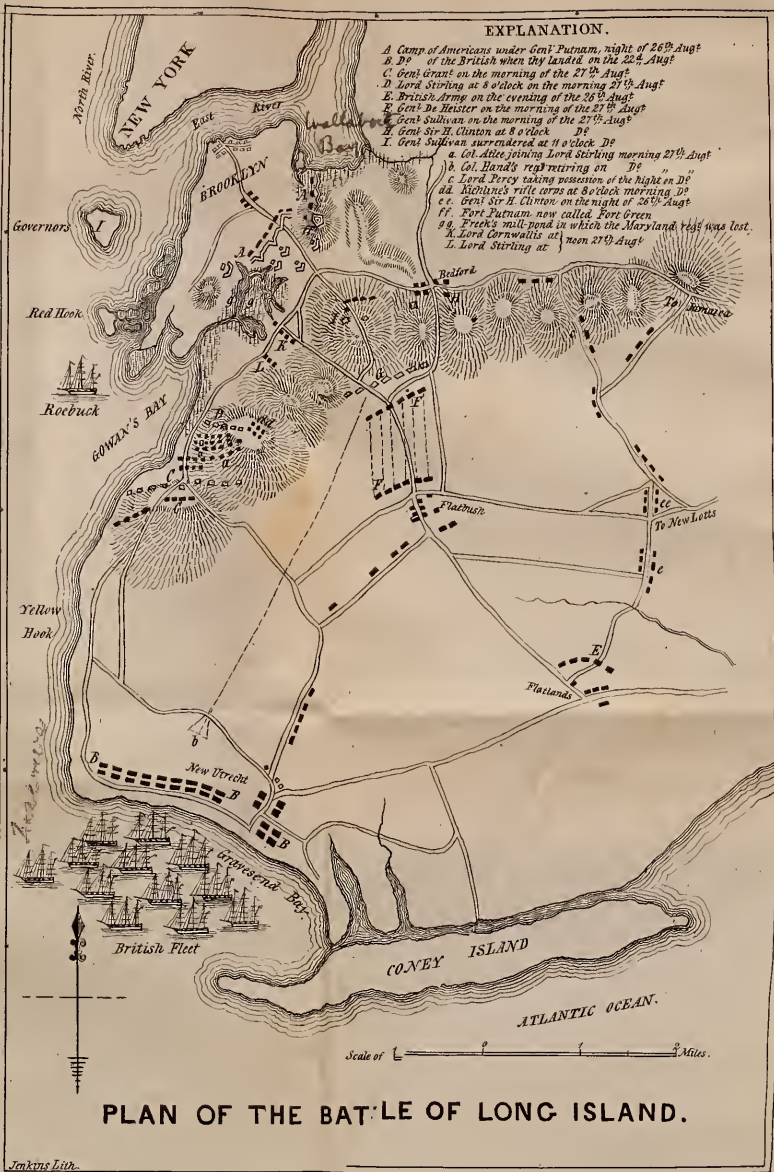 EXPLANATION.
A Camp of Americans under Genl. Putnam, night of 26th. Augt.
B. Do. of the British when thy landed on the 22d. Augt.
C. Genl. Grant on the morning of the 27th. Augt.
D Lord Stirling at 8 o'clock on the morning 27th. Augt.
E. British Army on the evening of the 26th. Augt.
F. Genl. De Heister on the morning of the 27th. Augt.
G. Genl. Sullivan on the morning of the 27th. Augt.
H. Genl. Sir H. Clinton at 8 o'clock Do.
I. Genl. Sullivan surrendered at 11 o'clock Do.
a. Col. Atlee joining Lord Stirling morning 27th. Augt.
b. Col. Hand's regt. retiring on Do. „ „
c. Lord Percy taking possession of the hight on Do.
dd. Kichline's rifle corps at 8 o'clock morning Do.
e e. Genl. Sir H. Clinton on the night of 26th. Augt.
ff. Fort Putnam now called Fort Green
gg. Freek's mill-pond in which the Maryland regt. was lost.
K. Lord Cornwallis at } noon 27th. Augt.
L. Lord Stirling at
North River.
NEW YORK
East River
Bay
BROOKLYN
Governors I
A
Red Hook
Bedford
H H
To Jamaica
g g
K
L
G
Roebuck
GOWAN'S BAY
D
dd
a
F
F
C
C
Flatbush
ee
To New Lotts
e
Yellow Hook
E
Flatlands
b
B
New Utrecht
B
B
Gravesend Bay
British Fleet
CONEY ISLAND
ATLANTIC OCEAN.
Scale of 1 0 1 2 Miles.
PLAN OF THE BATTLE OF LONG ISLAND.
Jenkins Lith.